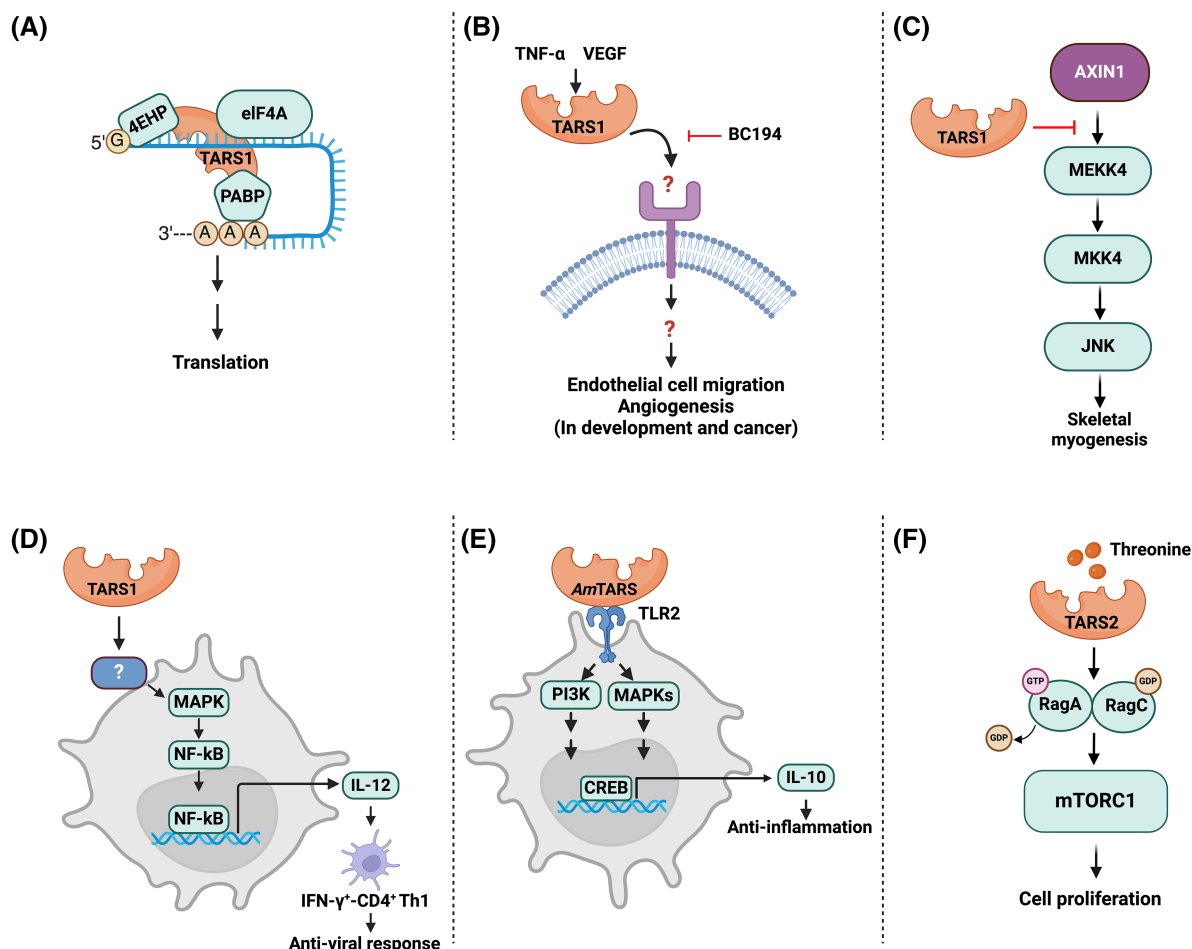 (A)
4EHP
eIF4A
5' G
TARS1
PABP
3'--- A A A
Translation
(B)
TNF-α VEGF
TARS1
BC194
?
?
Endothelial cell migration
Angiogenesis
(In development and cancer)
(C)
AXIN1
TARS1
MEKK4
MKK4
JNK
Skeletal
myogenesis
(D)
TARS1
?
MAPK
NF-kB
NF-kB
IL-12
IFN-γ⁺-CD4⁺ Th1
Anti-viral response
(E)
AmTARS
TLR2
PI3K MAPKs
CREB
IL-10
Anti-inflammation
(F)
Threonine
TARS2
GTP
GDP
RagA RagC
GDP
mTORC1
Cell proliferation